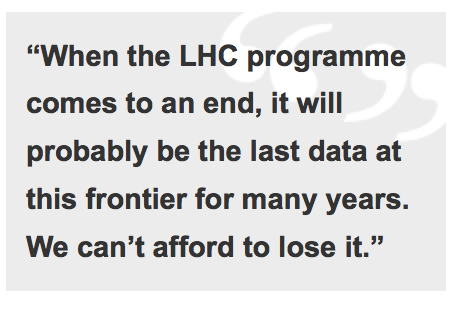 “When the LHC programme
comes to an end, it will
probably be the last data at
this frontier for many years.
We can’t afford to lose it.”